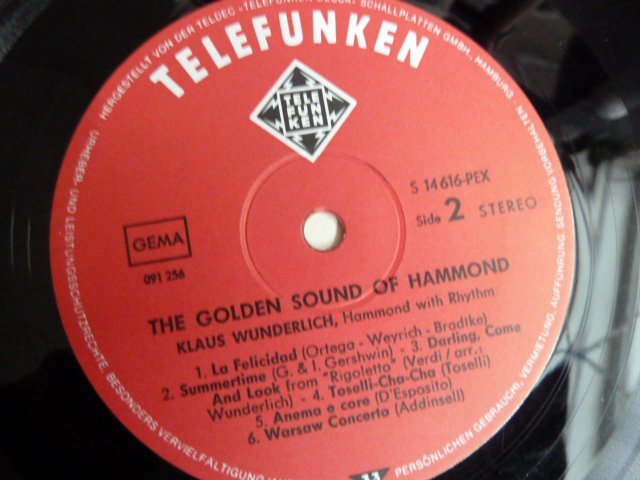 HERGESTELLT VON DER TELDEC »TELEFUNKEN-DECCA« SCHALLPLATTEN GMBH., HAMBURG
TELEFUNKEN
TELE
FUN
KEN
S 14 616-PEX
Side 2 STEREO
GEMA
091 256
THE GOLDEN SOUND OF HAMMOND
KLAUS WUNDERLICH, Hammond with Rhythm
1. La Felicidad (Ortega - Weyrich - Bradtke)
2. Summertime (G. & I. Gershwin) - 3. Darling, Come
And Look from "Rigoletto" (Verdi / arr.:
Wunderlich) - 4. Toselli-Cha-Cha (Toselli)
5. Anema e core (D'Esposito)
6. Warsaw Concerto (Addinsell)
33
URHEBER- UND LEISTUNGSSCHUTZRECHTE, BESONDERS VERVIELFÄLTIGUNG
PERSÖNLICHEN GEBRAUCH), VERMIETUNG, AUFFÜHRUNG, SENDUNG VORBEHALTEN